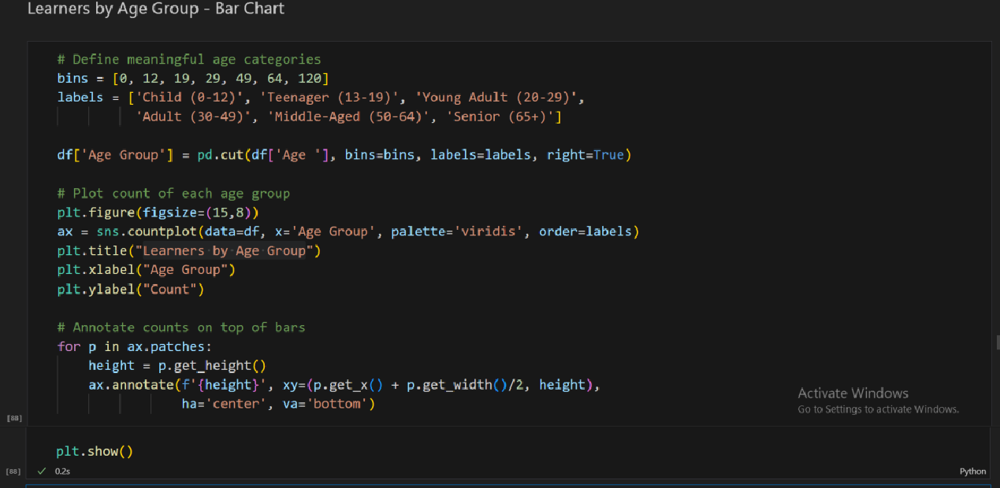 Learners by Age Group - Bar Chart
# Define meaningful age categories
bins = [0, 12, 19, 29, 49, 64, 120]
labels = ['Child (0-12)', 'Teenager (13-19)', 'Young Adult (20-29)',
'Adult (30-49)', 'Middle-Aged (50-64)', 'Senior (65+)']
df['Age Group'] = pd.cut(df['Age '], bins=bins, labels=labels, right=True)
# Plot count of each age group
plt.figure(figsize=(15,8))
ax = sns.countplot(data=df, x='Age Group', palette='viridis', order=labels)
plt.title("Learners by Age Group")
plt.xlabel("Age Group")
plt.ylabel("Count")
# Annotate counts on top of bars
for p in ax.patches:
height = p.get_height()
ax.annotate(f'{height}', xy=(p.get_x() + p.get_width()/2, height),
ha='center', va='bottom')
Activate Windows
Go to Settings to activate Windows.
[88]
plt.show()
[88]
0.2s
Python